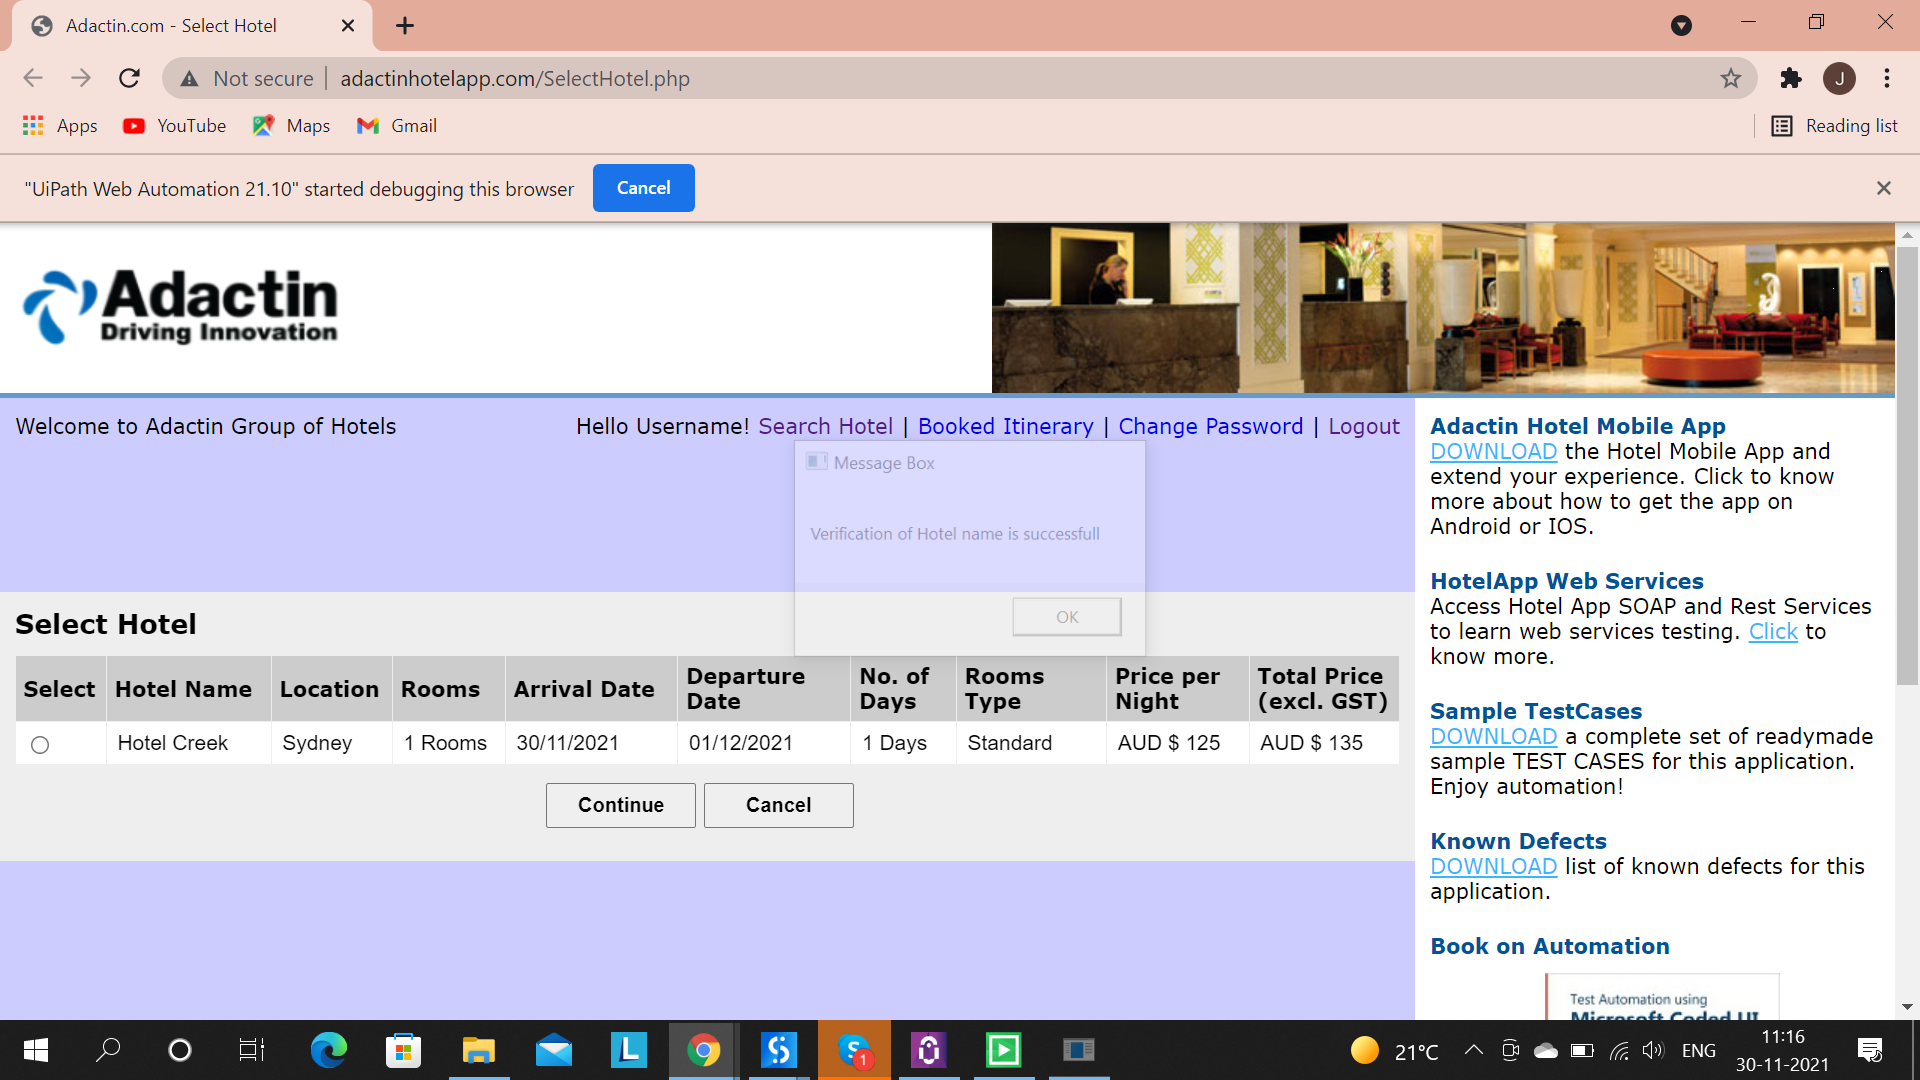 Adactin.com - Select Hotel
Not secure
adactinhotelapp.com/SelectHotel.php
J
Apps
YouTube
Maps
Gmail
Reading list
"UiPath Web Automation 21.10" started debugging this browser
Cancel
Adactin
Driving Innovation
Welcome to Adactin Group of Hotels
Hello Username! Search Hotel | Booked Itinerary | Change Password | Logout
Message Box
Verification of Hotel name is successfull
OK
Select Hotel
Select Hotel Name Location Rooms Arrival Date Departure Date No. of Days Rooms Type Price per Night Total Price (excl. GST)
Hotel Creek Sydney 1 Rooms 30/11/2021 01/12/2021 1 Days Standard AUD $ 125 AUD $ 135
Continue
Cancel
Adactin Hotel Mobile App
DOWNLOAD the Hotel Mobile App and
extend your experience. Click to know
more about how to get the app on
Android or IOS.
HotelApp Web Services
Access Hotel App SOAP and Rest Services
to learn web services testing. Click to
know more.
Sample TestCases
DOWNLOAD a complete set of readymade
sample TEST CASES for this application.
Enjoy automation!
Known Defects
DOWNLOAD list of known defects for this
application.
Book on Automation
Test Automation using
Microsoft Coded UI
L
1
21°C
ENG
11:16
30-11-2021